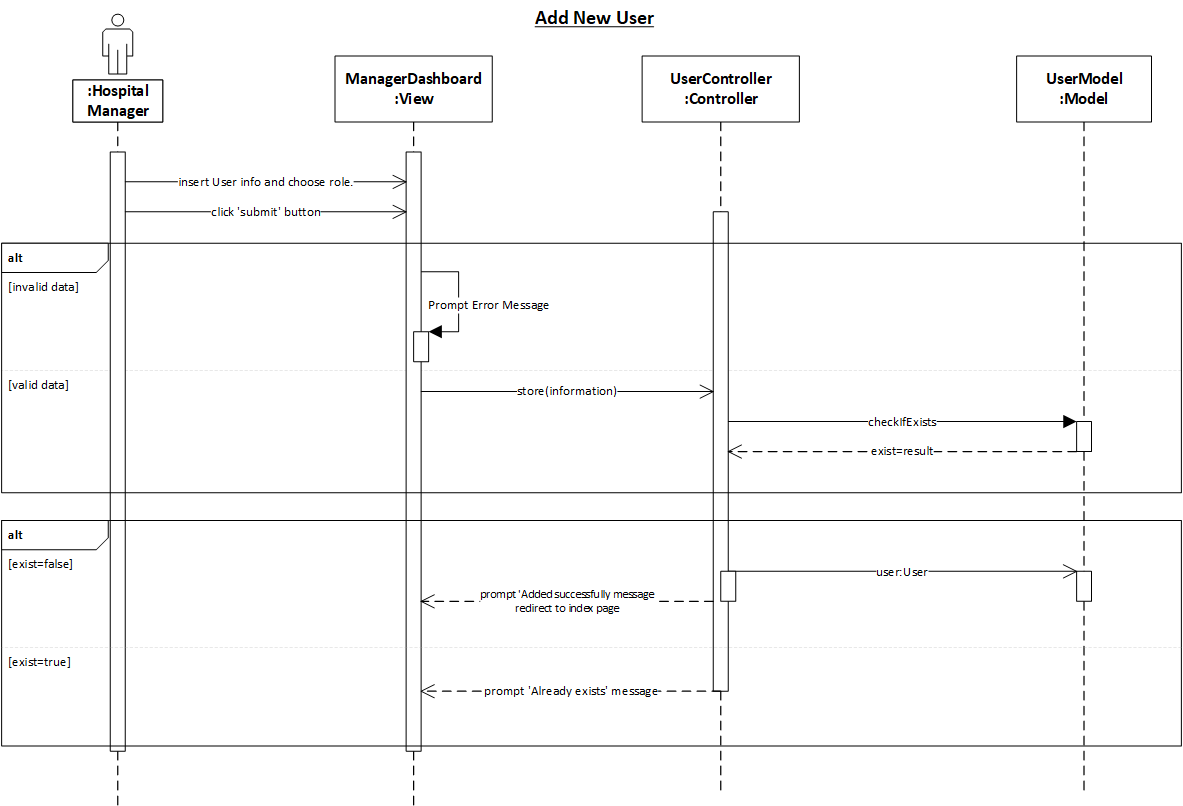 Add New User
:Hospital
Manager
ManagerDashboard
:View
UserController
:Controller
UserModel
:Model
insert User info and choose role.
click 'submit' button
alt
[invalid data]
Prompt Error Message
[valid data]
store(information)
checkIfExists
exist=result
alt
[exist=false]
user:User
prompt 'Added successfully message
redirect to index page
[exist=true]
prompt 'Already exists' message